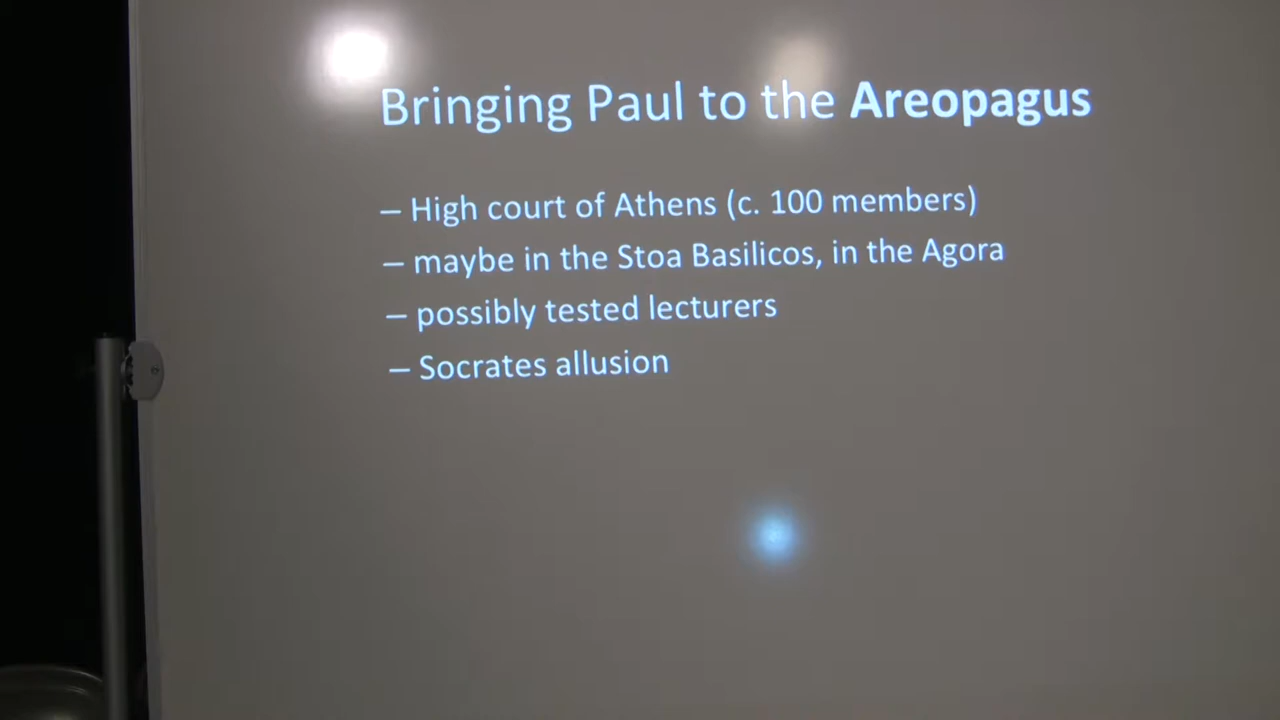 Bringing Paul to the Areopagus
– High court of Athens (c. 100 members)
– maybe in the Stoa Basilicos, in the Agora
– possibly tested lecturers
– Socrates allusion